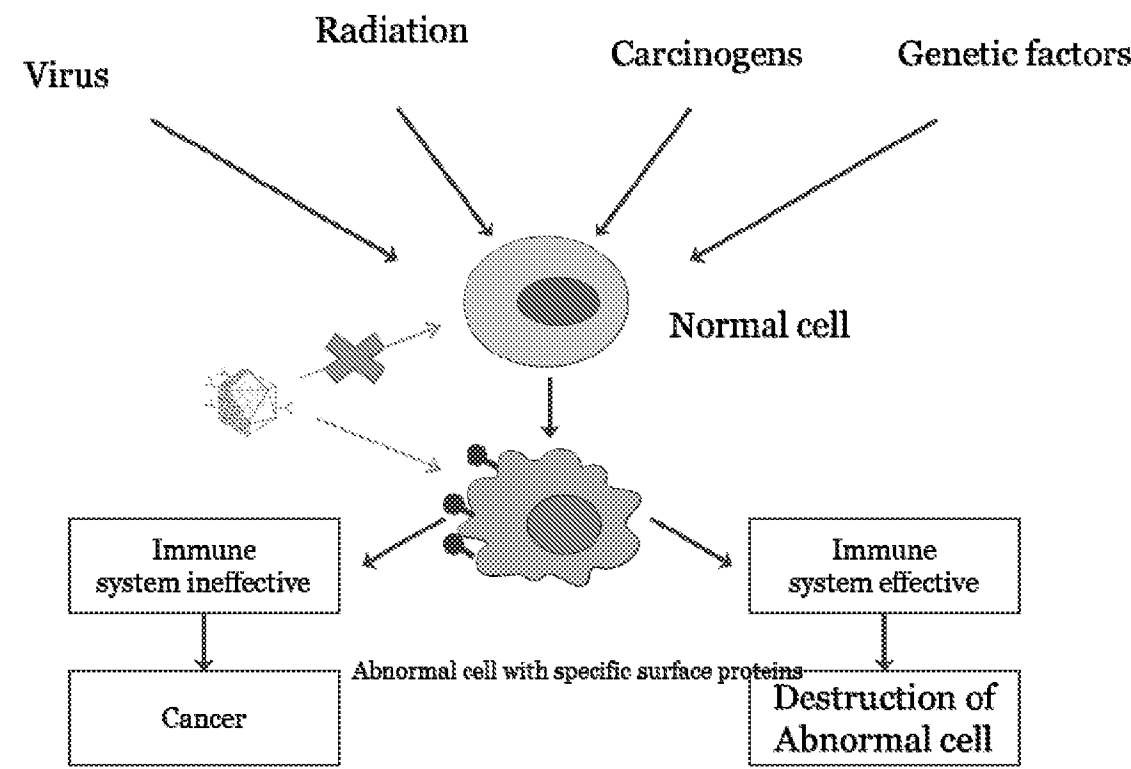 Virus
Radiation
Carcinogens
Genetic factors
Normal cell
Immune
system ineffective
Immune
system effective
Abnormal cell with specific surface proteins
Cancer
Destruction of
Abnormal cell